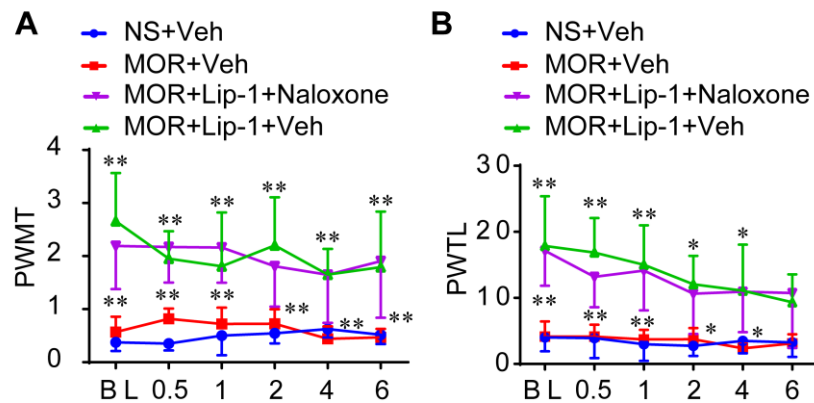 A
NS+Veh
MOR+Veh
MOR+Lip-1+Naloxone
MOR+Lip-1+Veh
PWMT
4
3
2
1
0
** ** ** ** ** **
** ** ** ** ** **
B L 0.5 1 2 4 6
B
NS+Veh
MOR+Veh
MOR+Lip-1+Naloxone
MOR+Lip-1+Veh
PWTL
30
20
10
0
** ** ** * *
** ** ** * *
B L 0.5 1 2 4 6